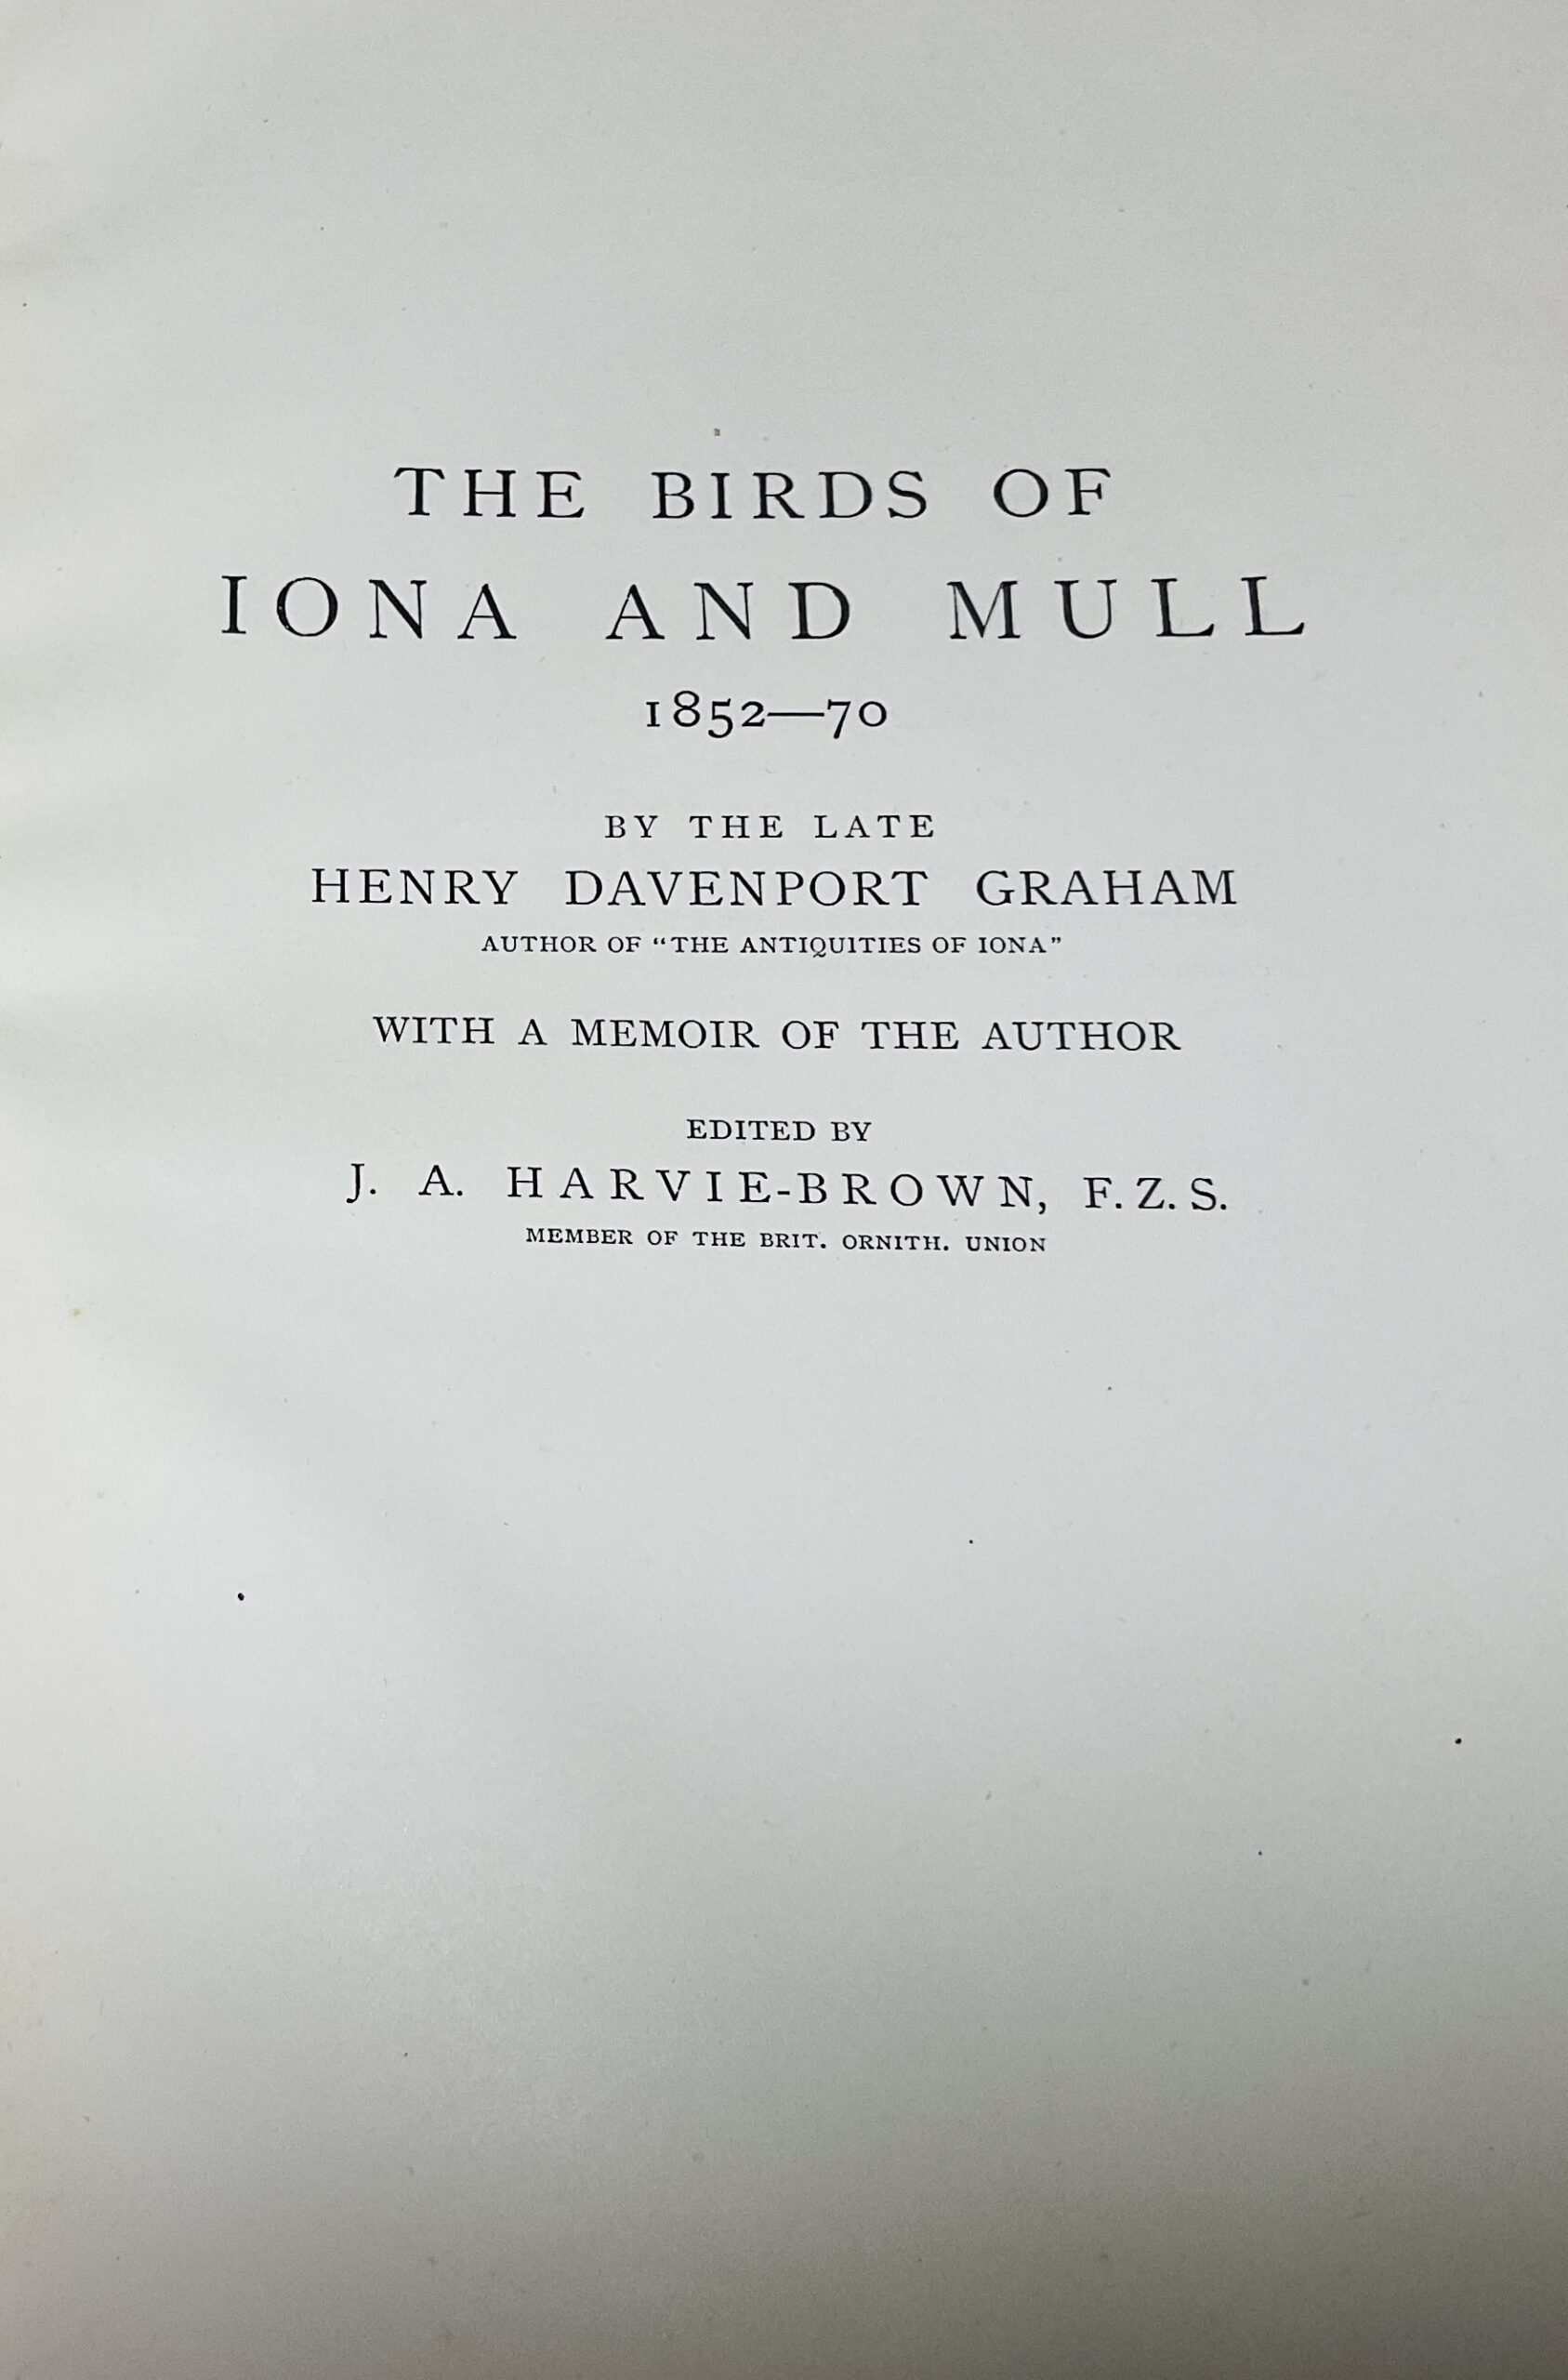 THE BIRDS OF
IONA AND MULL
1852—70
BY THE LATE
HENRY DAVENPORT GRAHAM
AUTHOR OF “THE ANTIQUITIES OF IONA”
WITH A MEMOIR OF THE AUTHOR
EDITED BY
J. A. HARVIE-BROWN, F. Z. S.
MEMBER OF THE BRIT. ORNITH. UNION